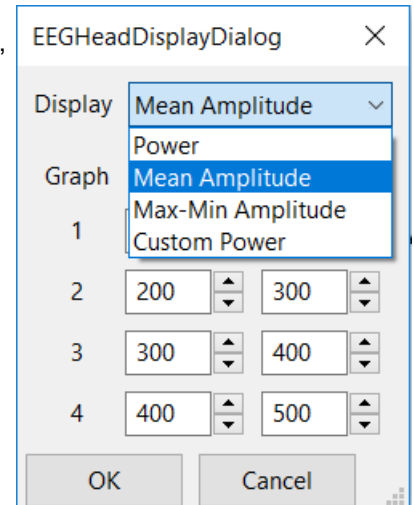 EEGHeadDisplayDialog
,
Display Mean Amplitude
Power
Graph Mean Amplitude
Max-Min Amplitude
1 Custom Power
2 200 300
3 300 400
4 400 500
OK Cancel